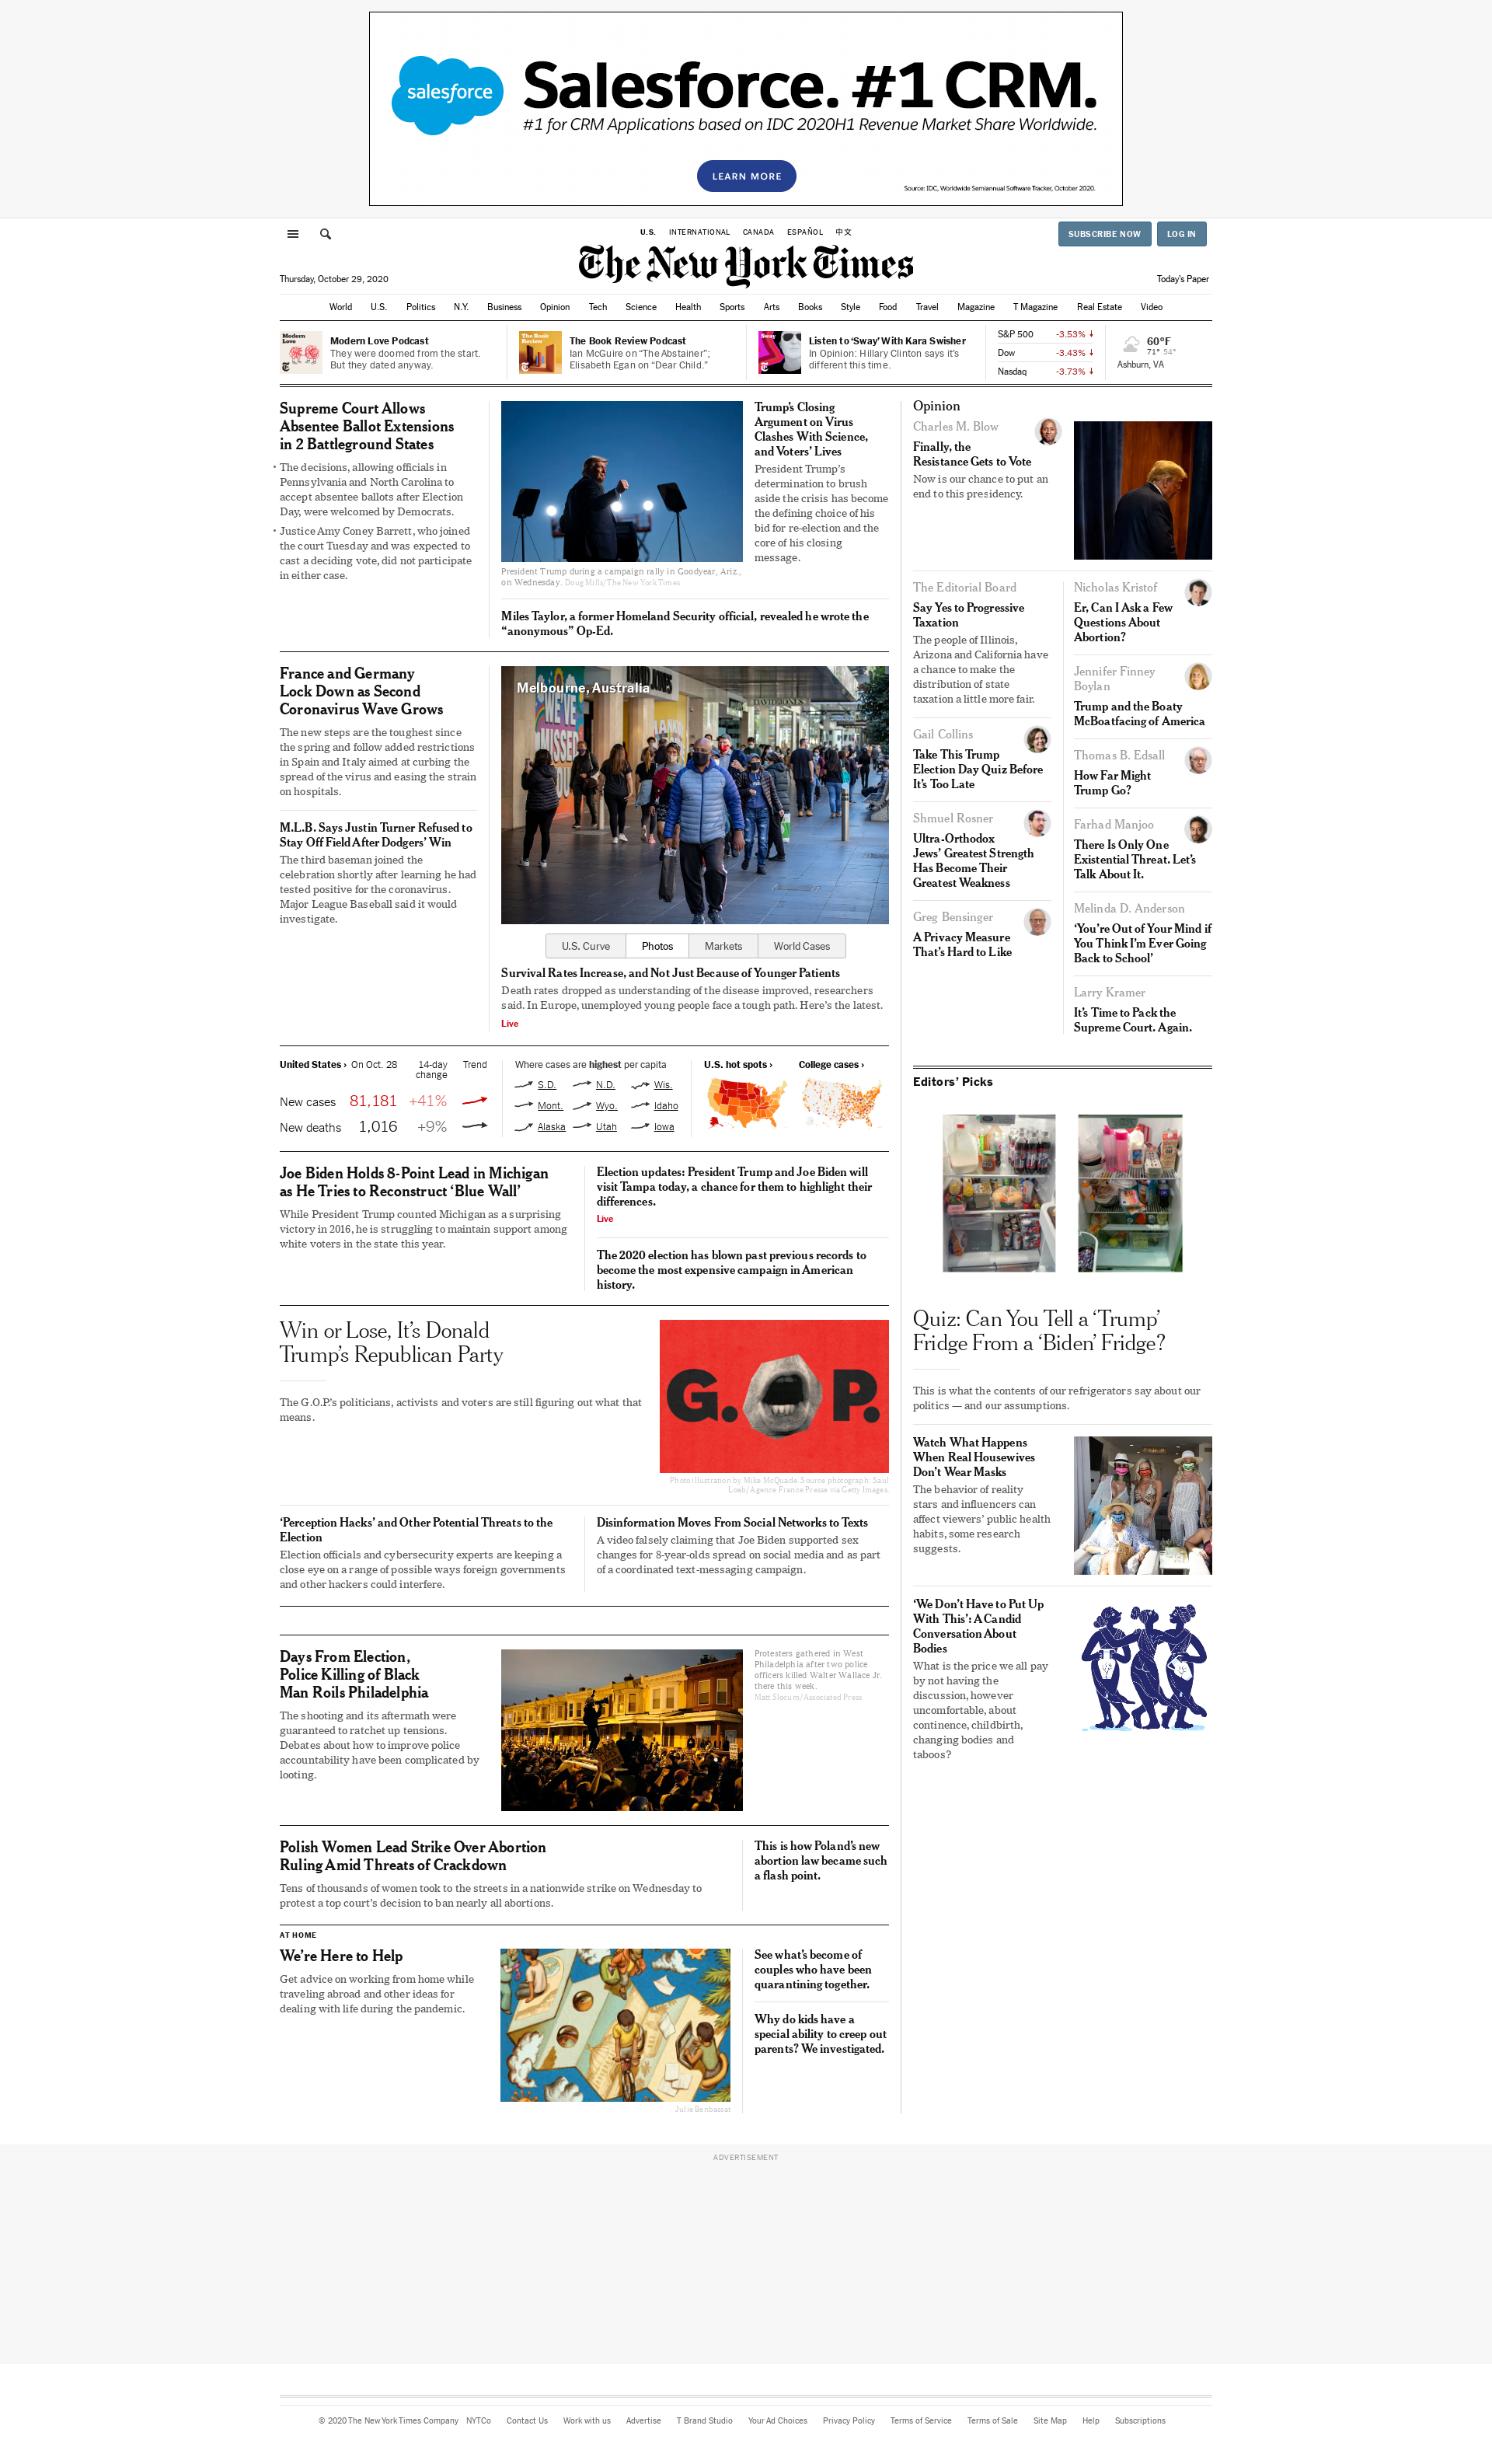 salesforce
Salesforce. #1 CRM.
#1 for CRM Applications based on IDC 2020H1 Revenue Market Share Worldwide.
LEARN MORE
Source: IDC, Worldwide Semiannual Software Tracker, October 2020.
U.S. INTERNATIONAL CANADA ESPAÑOL 中文
SUBSCRIBE NOW LOG IN
The New York Times
Thursday, October 29, 2020
Today's Paper
World U.S. Politics N.Y. Business Opinion Tech Science Health Sports Arts Books Style Food Travel Magazine T Magazine Real Estate Video
Modern Love
Modern Love Podcast
They were doomed from the start.
But they dated anyway.
The Book Review
The Book Review Podcast
Ian McGuire on “The Abstainer”;
Elisabeth Egan on “Dear Child.”
Sway
Listen to ‘Sway’ With Kara Swisher
In Opinion: Hillary Clinton says it’s
different this time.
S&P 500 -3.53%
Dow -3.43%
Nasdaq -3.73%
60°F
71° 54°
Ashburn, VA
Supreme Court Allows
Absentee Ballot Extensions
in 2 Battleground States
• The decisions, allowing officials in
Pennsylvania and North Carolina to
accept absentee ballots after Election
Day, were welcomed by Democrats.
• Justice Amy Coney Barrett, who joined
the court Tuesday and was expected to
cast a deciding vote, did not participate
in either case.
President Trump during a campaign rally in Goodyear, Ariz.,
on Wednesday. Doug Mills/The New York Times
Trump’s Closing
Argument on Virus
Clashes With Science,
and Voters’ Lives
President Trump’s
determination to brush
aside the crisis has become
the defining choice of his
bid for re-election and the
core of his closing
message.
Miles Taylor, a former Homeland Security official, revealed he wrote the
“anonymous” Op-Ed.
France and Germany
Lock Down as Second
Coronavirus Wave Grows
The new steps are the toughest since
the spring and follow added restrictions
in Spain and Italy aimed at curbing the
spread of the virus and easing the strain
on hospitals.
M.L.B. Says Justin Turner Refused to
Stay Off Field After Dodgers’ Win
The third baseman joined the
celebration shortly after learning he had
tested positive for the coronavirus.
Major League Baseball said it would
investigate.
Melbourne, Australia
U.S. Curve Photos Markets World Cases
Survival Rates Increase, and Not Just Because of Younger Patients
Death rates dropped as understanding of the disease improved, researchers
said. In Europe, unemployed young people face a tough path. Here’s the latest.
Live
United States › On Oct. 28 14-day change Trend
New cases 81,181 +41%
New deaths 1,016 +9%
Where cases are highest per capita
S.D. N.D. Wis.
Mont. Wyo. Idaho
Alaska Utah Iowa
U.S. hot spots › College cases ›
Joe Biden Holds 8-Point Lead in Michigan
as He Tries to Reconstruct ‘Blue Wall’
While President Trump counted Michigan as a surprising
victory in 2016, he is struggling to maintain support among
white voters in the state this year.
Election updates: President Trump and Joe Biden will
visit Tampa today, a chance for them to highlight their
differences.
Live
The 2020 election has blown past previous records to
become the most expensive campaign in American
history.
Win or Lose, It’s Donald
Trump’s Republican Party
The G.O.P.’s politicians, activists and voters are still figuring out what that
means.
G.O.P.
Photo illustration by Mike McQuade. Source photograph: Saul
Loeb/Agence France Presse via Getty Images.
‘Perception Hacks’ and Other Potential Threats to the
Election
Election officials and cybersecurity experts are keeping a
close eye on a range of possible ways foreign governments
and other hackers could interfere.
Disinformation Moves From Social Networks to Texts
A video falsely claiming that Joe Biden supported sex
changes for 8-year-olds spread on social media and as part
of a coordinated text-messaging campaign.
Days From Election,
Police Killing of Black
Man Roils Philadelphia
The shooting and its aftermath were
guaranteed to ratchet up tensions.
Debates about how to improve police
accountability have been complicated by
looting.
Protesters gathered in West
Philadelphia after two police
officers killed Walter Wallace Jr.
there this week.
Matt Slocum/Associated Press
Polish Women Lead Strike Over Abortion
Ruling Amid Threats of Crackdown
Tens of thousands of women took to the streets in a nationwide strike on Wednesday to
protest a top court’s decision to ban nearly all abortions.
This is how Poland’s new
abortion law became such
a flash point.
AT HOME
We’re Here to Help
Get advice on working from home while
traveling abroad and other ideas for
dealing with life during the pandemic.
Julie Benbassat
See what’s become of
couples who have been
quarantining together.
Why do kids have a
special ability to creep out
parents? We investigated.
Opinion
Charles M. Blow
Finally, the
Resistance Gets to Vote
Now is our chance to put an
end to this presidency.
The Editorial Board
Say Yes to Progressive
Taxation
The people of Illinois,
Arizona and California have
a chance to make the
distribution of state
taxation a little more fair.
Gail Collins
Take This Trump
Election Day Quiz Before
It’s Too Late
Shmuel Rosner
Ultra-Orthodox
Jews’ Greatest Strength
Has Become Their
Greatest Weakness
Greg Bensinger
A Privacy Measure
That’s Hard to Like
Nicholas Kristof
Er, Can I Ask a Few
Questions About
Abortion?
Jennifer Finney
Boylan
Trump and the Boaty
McBoatfacing of America
Thomas B. Edsall
How Far Might
Trump Go?
Farhad Manjoo
There Is Only One
Existential Threat. Let’s
Talk About It.
Melinda D. Anderson
‘You’re Out of Your Mind if
You Think I’m Ever Going
Back to School’
Larry Kramer
It’s Time to Pack the
Supreme Court. Again.
Editors’ Picks
Quiz: Can You Tell a ‘Trump’
Fridge From a ‘Biden’ Fridge?
This is what the contents of our refrigerators say about our
politics — and our assumptions.
Watch What Happens
When Real Housewives
Don’t Wear Masks
The behavior of reality
stars and influencers can
affect viewers’ public health
habits, some research
suggests.
‘We Don’t Have to Put Up
With This’: A Candid
Conversation About
Bodies
What is the price we all pay
by not having the
discussion, however
uncomfortable, about
continence, childbirth,
changing bodies and
taboos?
ADVERTISEMENT
© 2020 The New York Times Company NYTCo Contact Us Work with us Advertise T Brand Studio Your Ad Choices Privacy Policy Terms of Service Terms of Sale Site Map Help Subscriptions